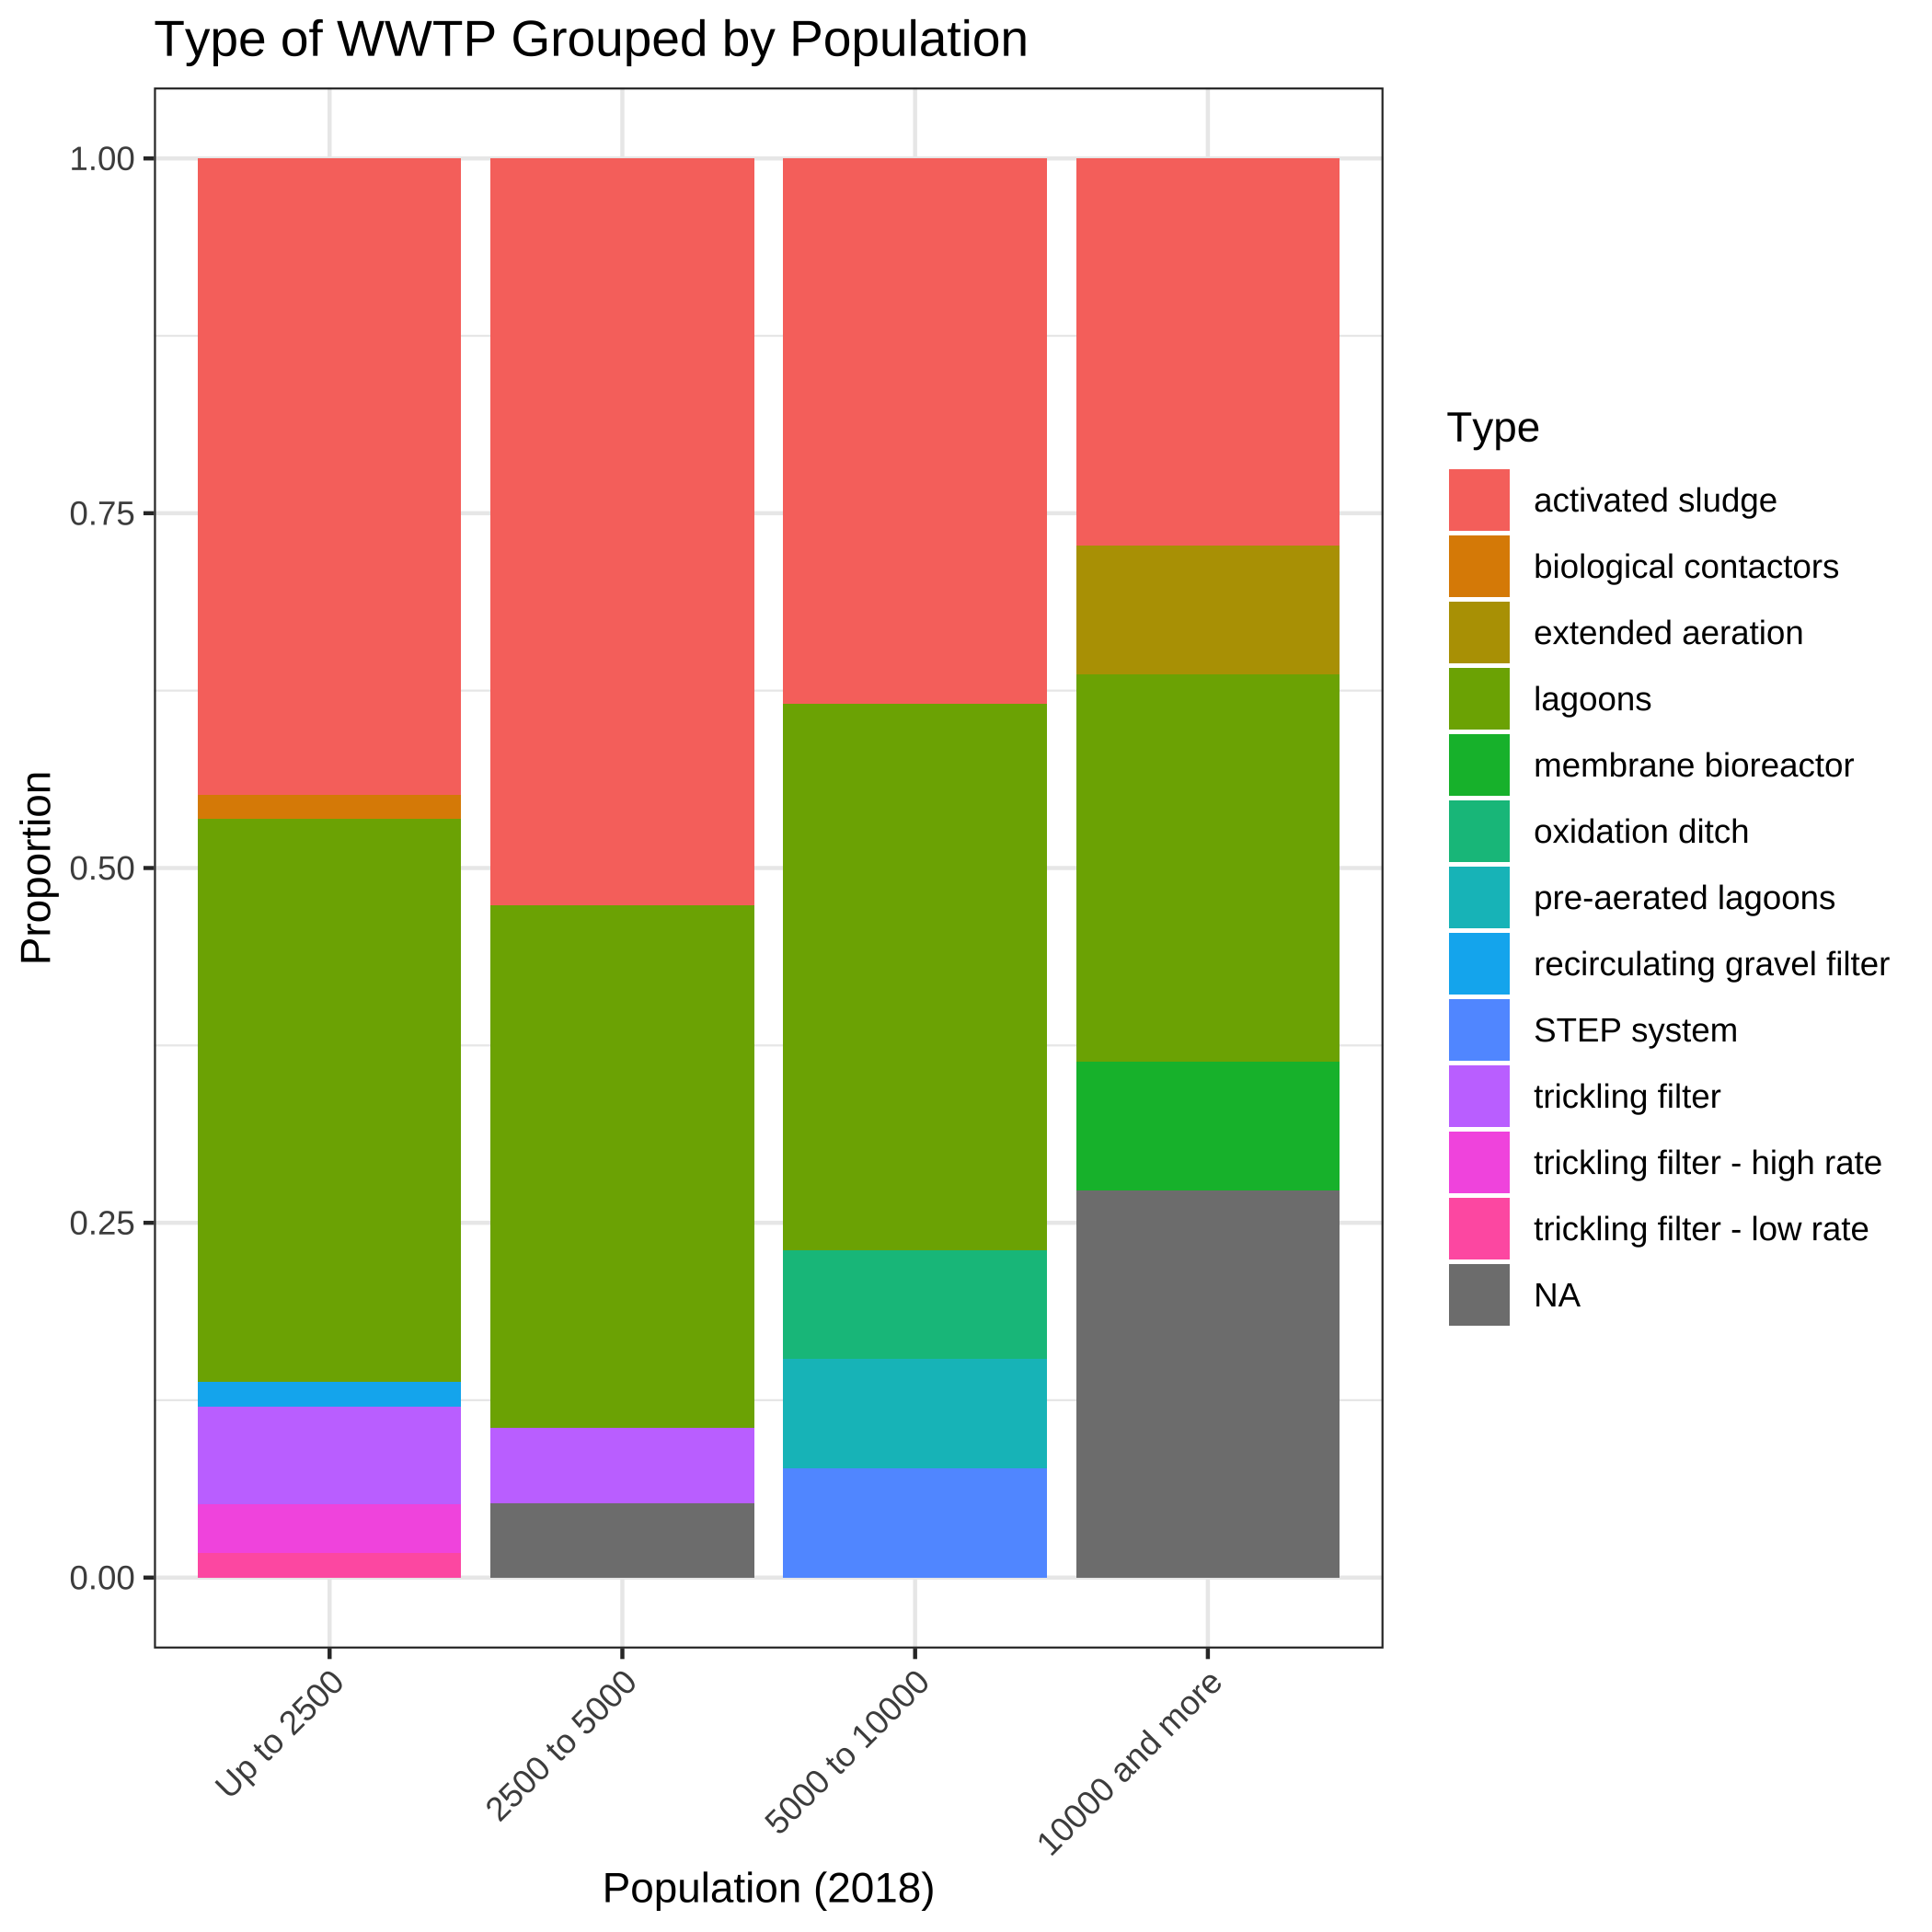 Type of WWTP Grouped by Population
1.00
0.75
0.50
0.25
0.00
Proportion
Up to 2500
2500 to 5000
5000 to 10000
10000 and more
Population (2018)
Type
activated sludge
biological contactors
extended aeration
lagoons
membrane bioreactor
oxidation ditch
pre-aerated lagoons
recirculating gravel filter
STEP system
trickling filter
trickling filter - high rate
trickling filter - low rate
NA